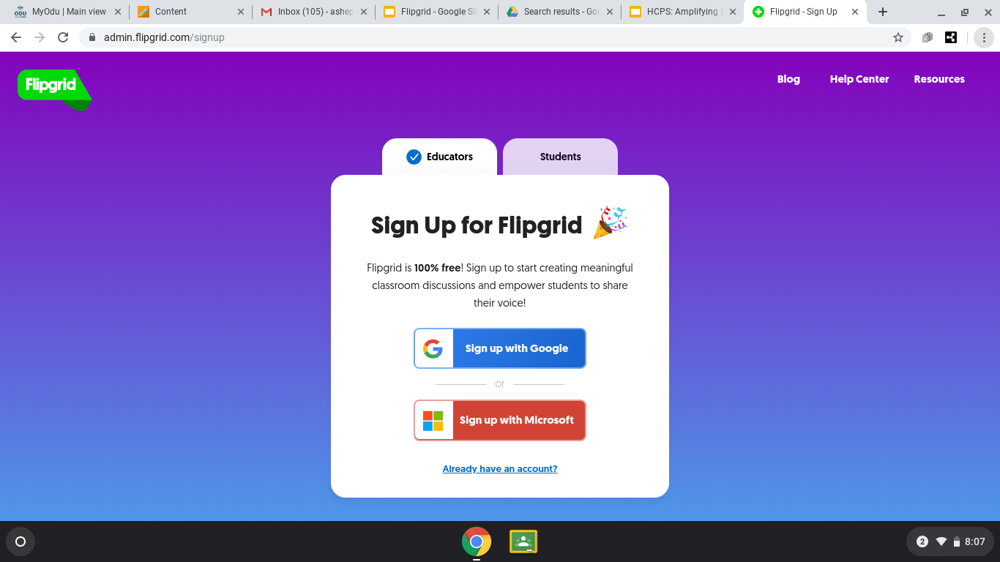 ODU
MyOdu | Main view
Content
Inbox (105) - ashep
Flipgrid - Google Sli
Search results - Goo
HCPS: Amplifying S
Flipgrid - Sign Up
admin.flipgrid.com/signup
Flipgrid
Blog
Help Center
Resources
Educators
Students
Sign Up for Flipgrid
Flipgrid is 100% free! Sign up to start creating meaningful
classroom discussions and empower students to share
their voice!
Sign up with Google
or
Sign up with Microsoft
Already have an account?
2
8:07